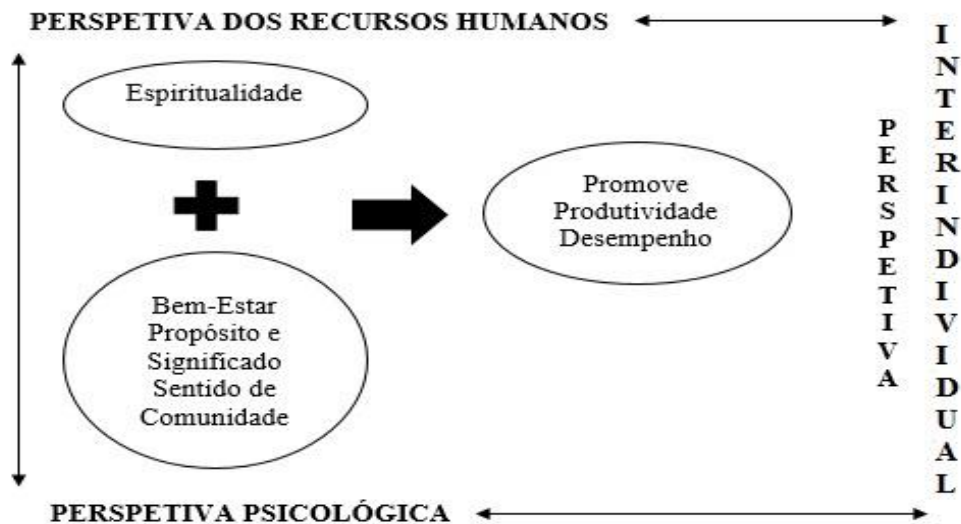 PERSPETIVA DOS RECURSOS HUMANOS
Espiritualidade
Bem-Estar
Propósito e
Significado
Sentido de
Comunidade
Promove
Produtividade
Desempenho
PERSPETIVA
INTERINDIVIDUAL
PERSPETIVA PSICOLÓGICA